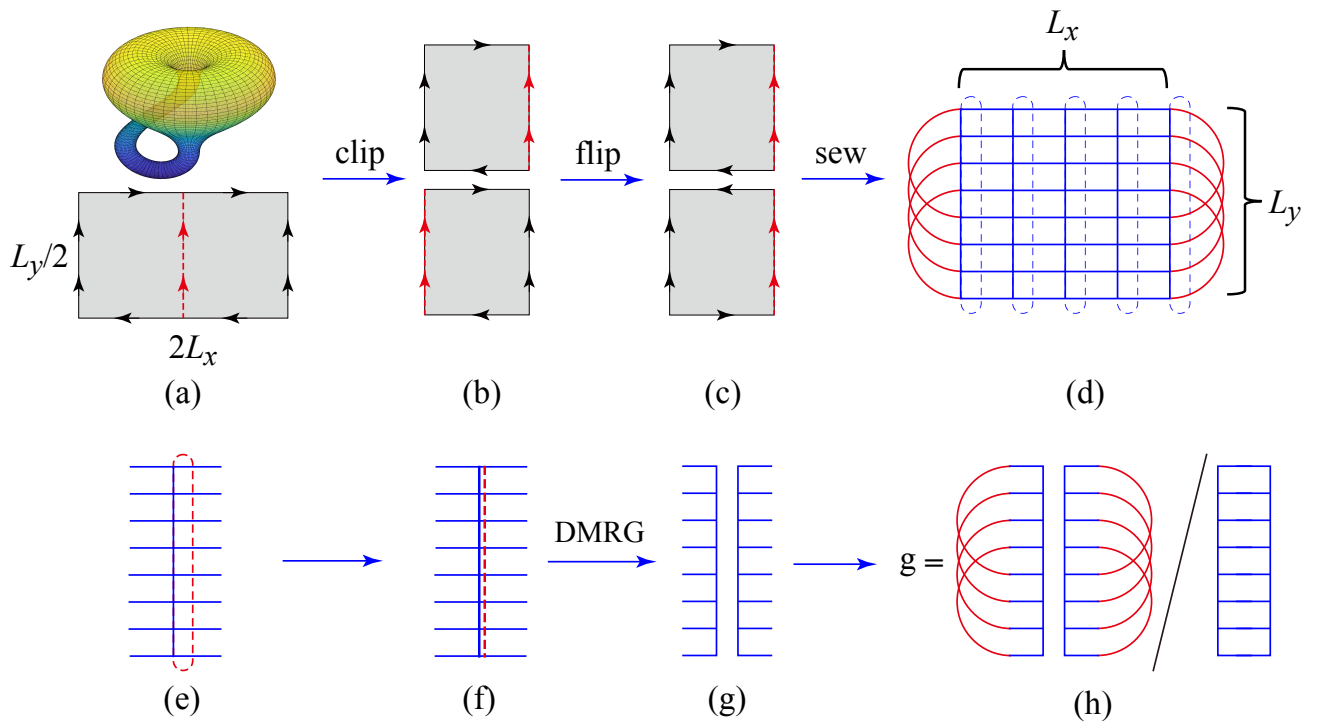 L_x
clip
flip
sew
L_y/2
L_y
2L_x
(a)
(b)
(c)
(d)
DMRG
g =
(e)
(f)
(g)
(h)